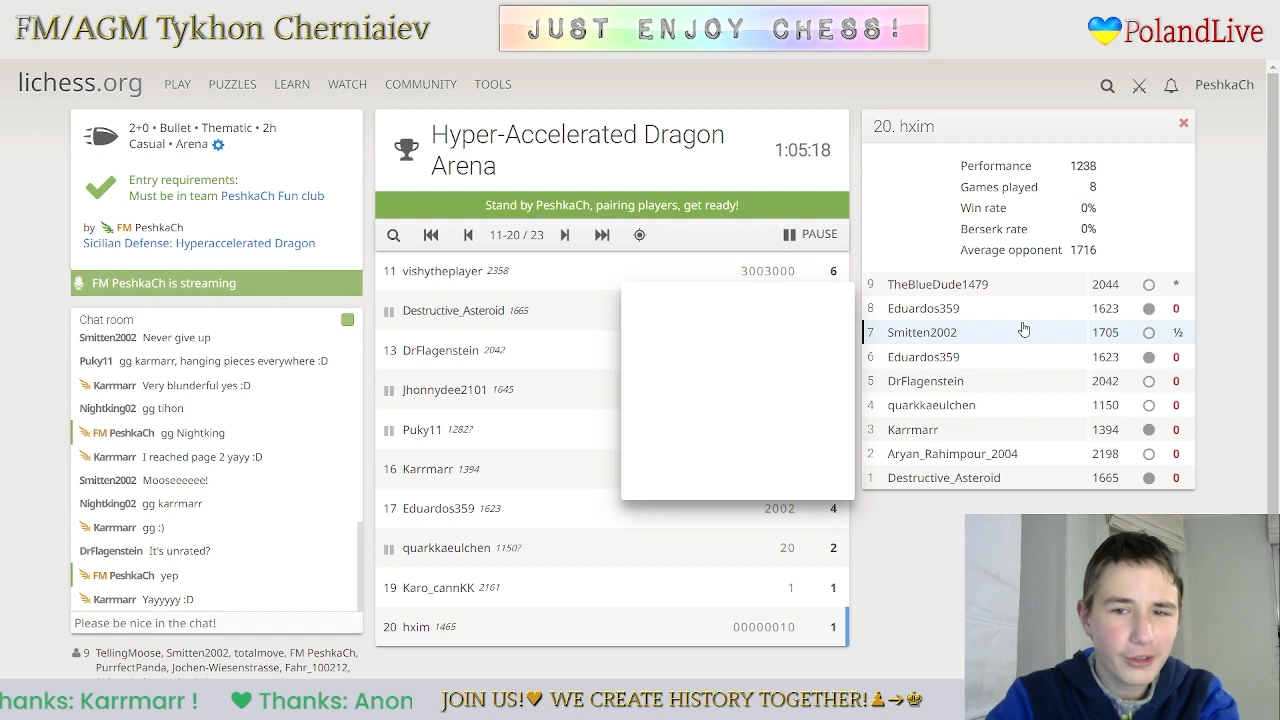 FM/AGM Tykhon Cherniaiev
JUST ENJOY CHESS!
PolandLive
lichess.org
PLAY PUZZLES LEARN WATCH COMMUNITY TOOLS
PeshkaCh
2+0 • Bullet • Thematic • 2h
Casual • Arena
Entry requirements:
Must be in team PeshkaCh Fun club
by FM PeshkaCh
Sicilian Defense: Hyperaccelerated Dragon
FM PeshkaCh is streaming
Chat room
Smitten2002 Never give up
Puky11 gg karmarr, hanging pieces everywhere :D
Karrmarr Very blunderful yes :D
Nightking02 gg tihon
FM PeshkaCh gg Nightking
Karrmarr I reached page 2 yayy :D
Smitten2002 Mooseeeeee!
Nightking02 gg karrmarr
Karrmarr gg :)
DrFlagenstein It's unrated?
FM PeshkaCh yep
Karrmarr Yayyyyy :D
Please be nice in the chat!
9 TellingMoose, Smitten2002, totalmove, FM PeshkaCh,
PurrfectPanda, Jochen-Wiesenstrasse, Fahr_100212,
Hyper-Accelerated Dragon
Arena
1:05:18
Stand by PeshkaCh, pairing players, get ready!
11-20 / 23
PAUSE
11 vishytheplayer 2358 3003000 6
Destructive_Asteroid 1665
13 DrFlagenstein 2042
Jhonnydee2101 1645
Puky11 1282?
16 Karrmarr 1394
17 Eduardos359 1623 2002 4
quarkkaeulchen 1150? 20 2
19 Karo_cannKK 2161 1 1
20 hxim 1465 00000010 1
20. hxim
Performance 1238
Games played 8
Win rate 0%
Berserk rate 0%
Average opponent 1716
9 TheBlueDude1479 2044 *
8 Eduardos359 1623 0
7 Smitten2002 1705 ½
6 Eduardos359 1623 0
5 DrFlagenstein 2042 0
4 quarkkaeulchen 1150 0
3 Karrmarr 1394 0
2 Aryan_Rahimpour_2004 2198 0
1 Destructive_Asteroid 1665 0
hanks: Karrmarr ! Thanks: Anon
JOIN US! WE CREATE HISTORY TOGETHER!